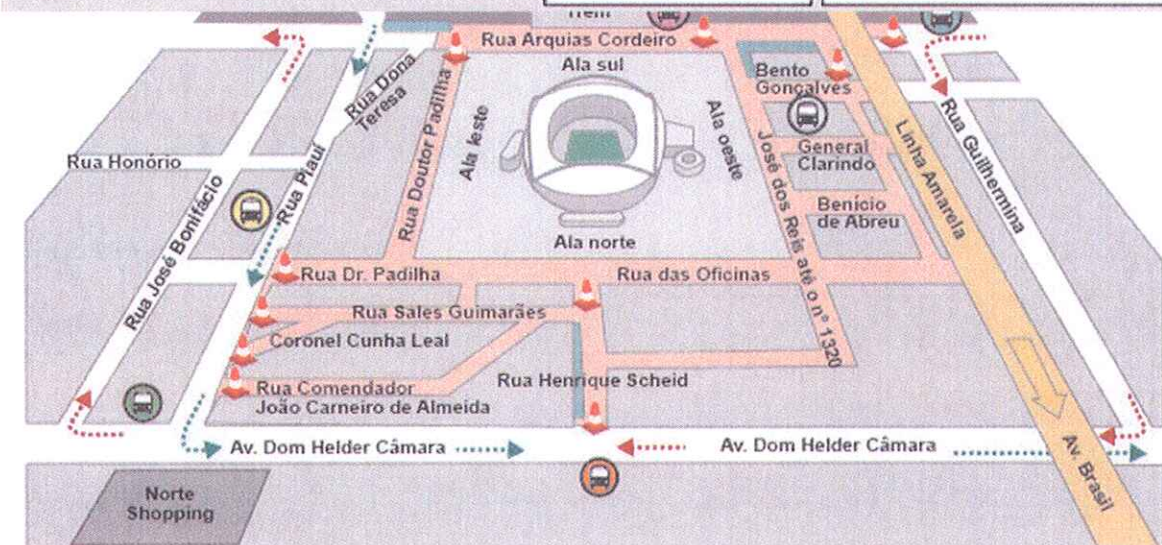 Trem
Rua Arquias Cordeiro
Ala sul
Bento
Gonçalves
Rua Dona
Teresa
Rua Doutor Padilha
Ala leste
Ala oeste
José dos Reis até o nº 1320
General
Clarindo
Linha Amarela
Rua Guilhermina
Rua Honório
Rua José Bonifácio
Rua Piauí
Benício
de Abreu
Ala norte
Rua Dr. Padilha
Rua das Oficinas
Rua Sales Guimarães
Coronel Cunha Leal
Rua Comendador
João Carneiro de Almeida
Rua Henrique Scheid
Av. Dom Helder Câmara
Av. Dom Helder Câmara
Av. Brasil
Norte
Shopping